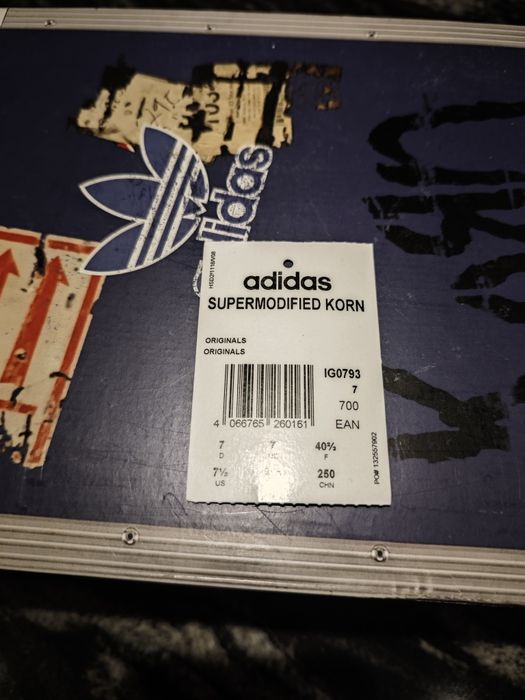 adidas
HS02I1118W08
adidas
SUPERMODIFIED KORN
ORIGINALS
ORIGINALS
IG0793
7
700
4 066765 260161 EAN
7 7 40⅔
D F
7½ 250
US CHN
PO# 132557902